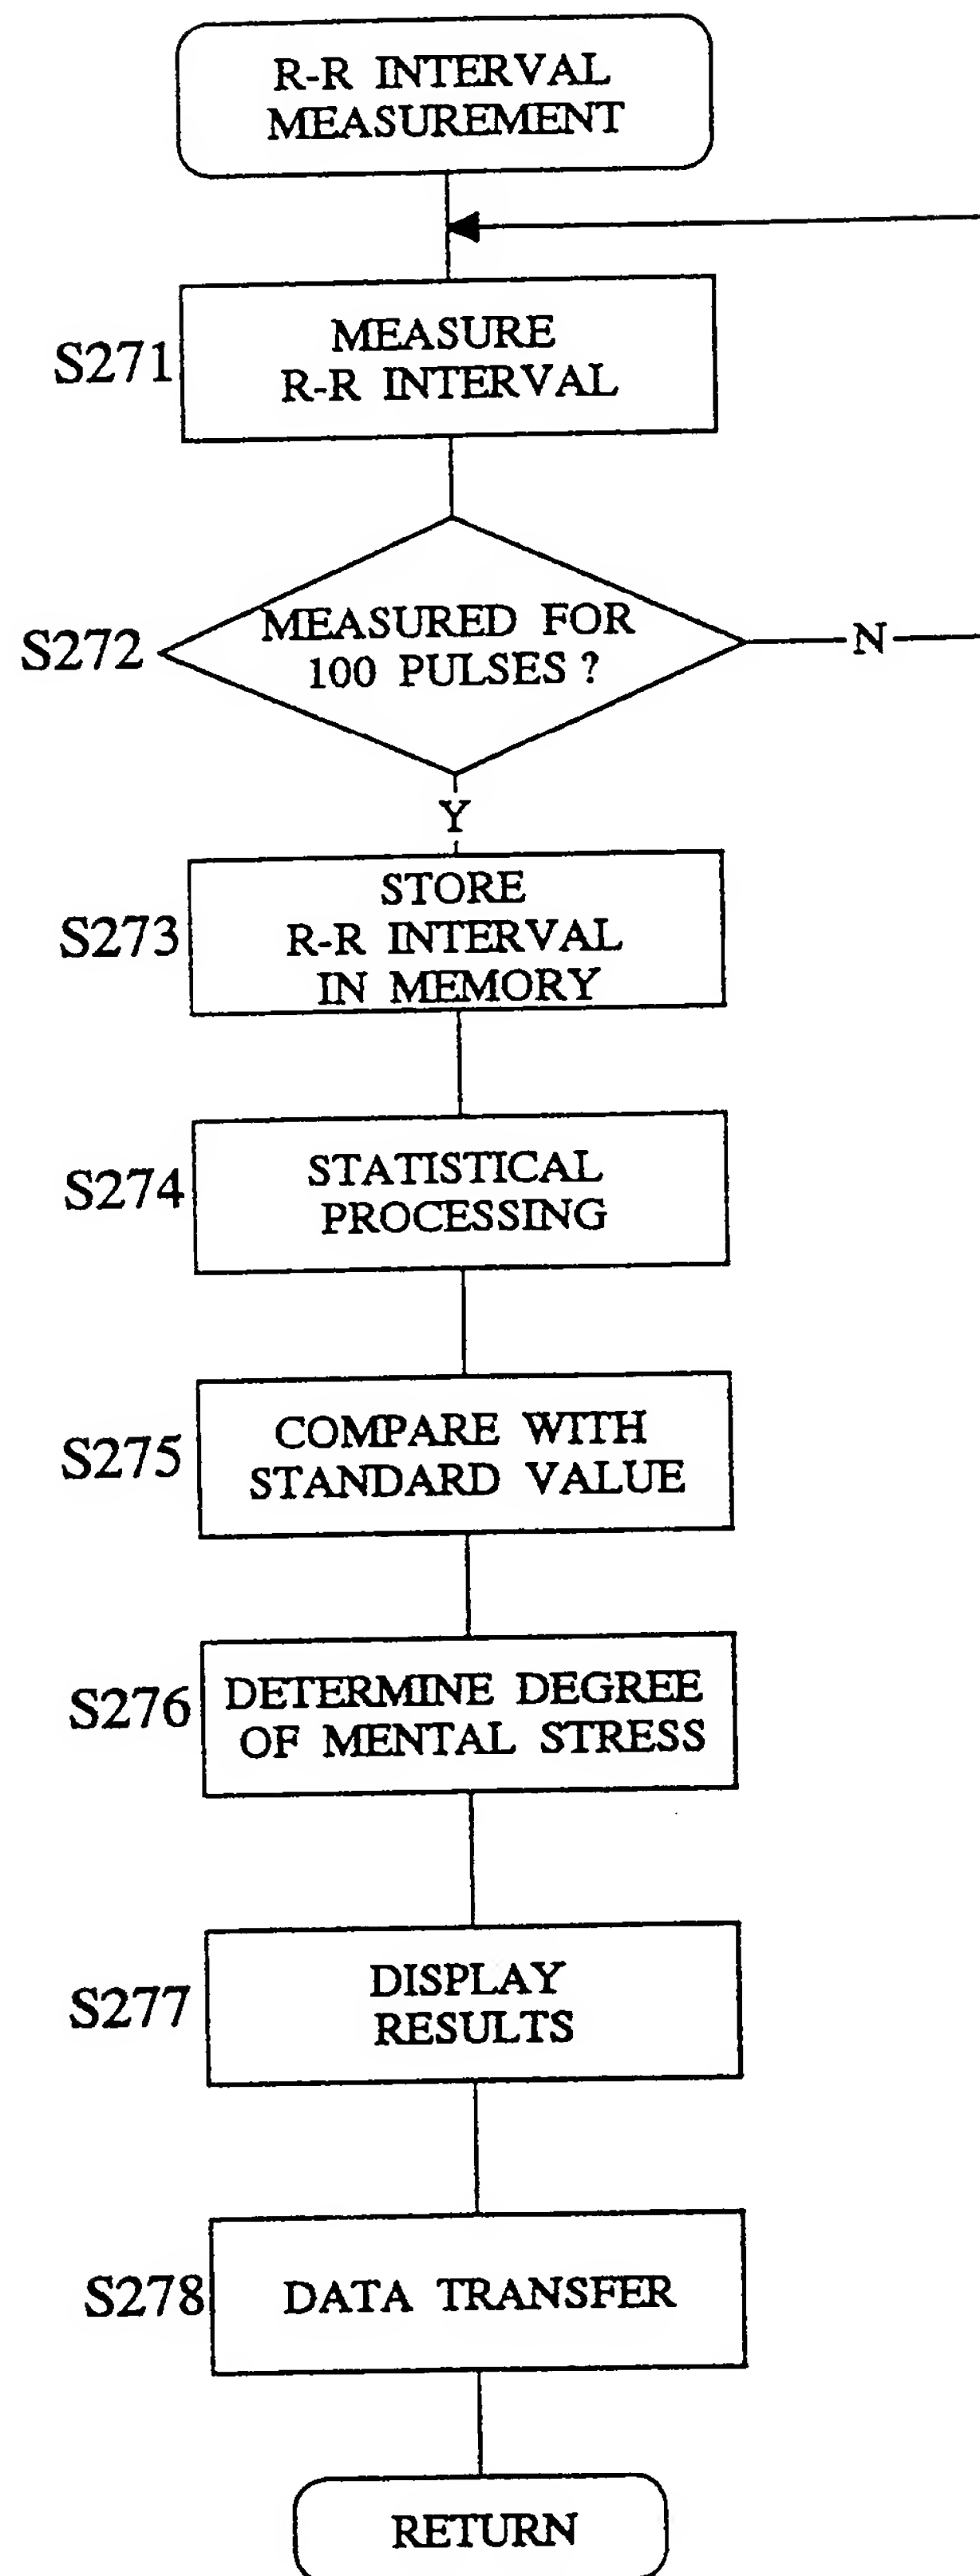 R-R INTERVAL
MEASUREMENT
S271
MEASURE
R-R INTERVAL
S272
MEASURED FOR
100 PULSES ?
N
Y
S273
STORE
R-R INTERVAL
IN MEMORY
S274
STATISTICAL
PROCESSING
S275
COMPARE WITH
STANDARD VALUE
S276
DETERMINE DEGREE
OF MENTAL STRESS
S277
DISPLAY
RESULTS
S278
DATA TRANSFER
RETURN